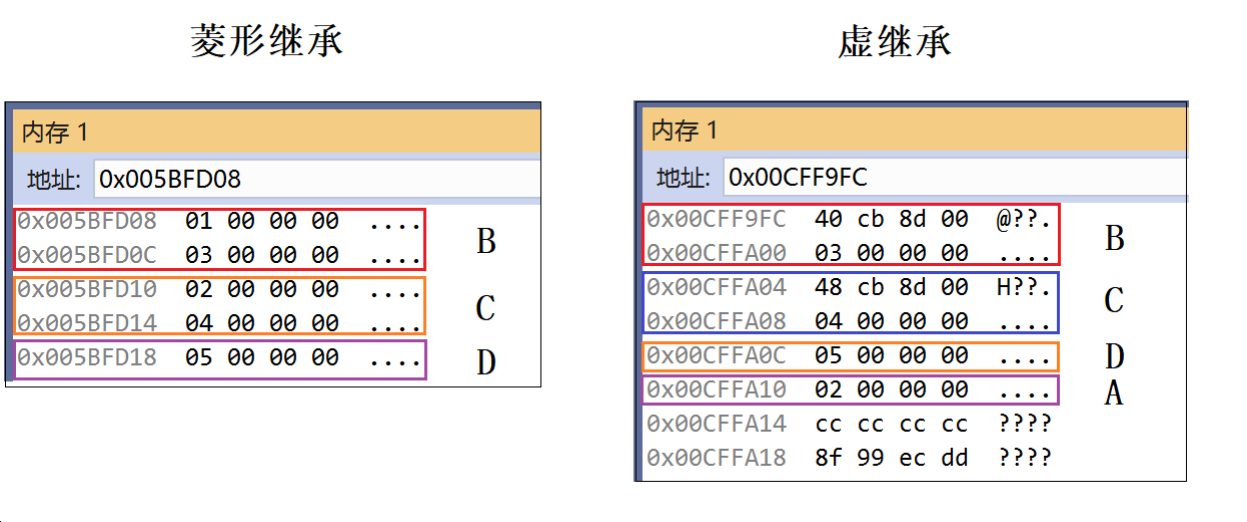 菱形继承
虚继承
内存 1
地址: 0x005BFD08
0x005BFD08 01 00 00 00 ....
0x005BFD0C 03 00 00 00 ....
B
0x005BFD10 02 00 00 00 ....
0x005BFD14 04 00 00 00 ....
C
0x005BFD18 05 00 00 00 ....
D
内存 1
地址: 0x00CFF9FC
0x00CFF9FC 40 cb 8d 00 @??.
0x00CFFA00 03 00 00 00 ....
B
0x00CFFA04 48 cb 8d 00 H??.
0x00CFFA08 04 00 00 00 ....
C
0x00CFFA0C 05 00 00 00 ....
D
0x00CFFA10 02 00 00 00 ....
A
0x00CFFA14 cc cc cc cc ????
0x00CFFA18 8f 99 ec dd ????